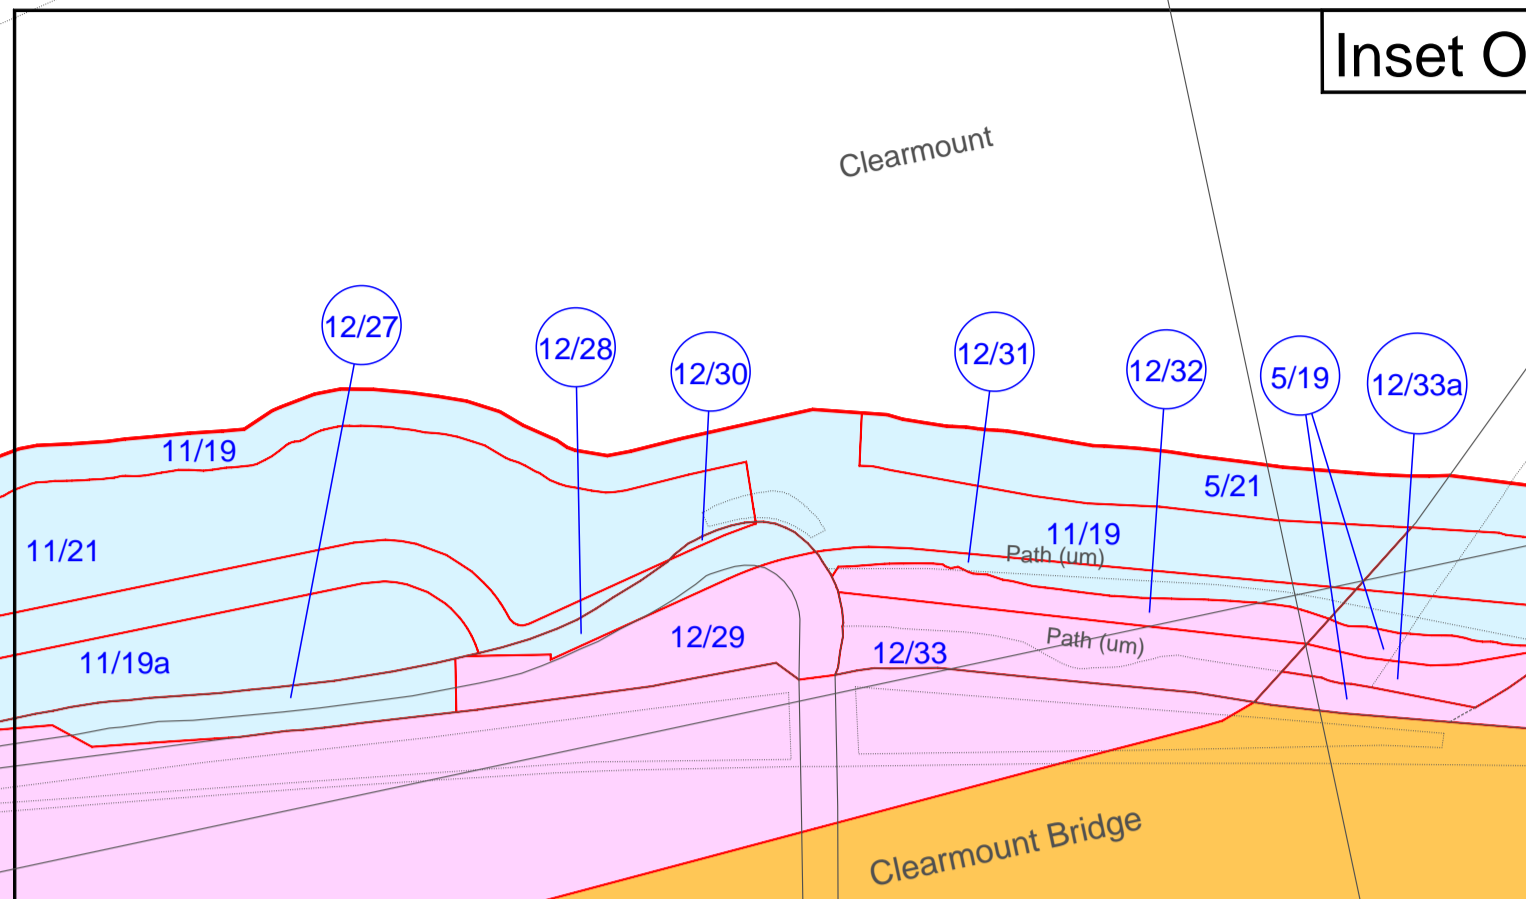 Inset O
Clearmount
12/27
12/28
12/30
12/31
12/32
5/19
12/33a
11/19
5/21
11/19
11/21
Path (um)
12/29
Path (um)
12/33
11/19a
Clearmount Bridge